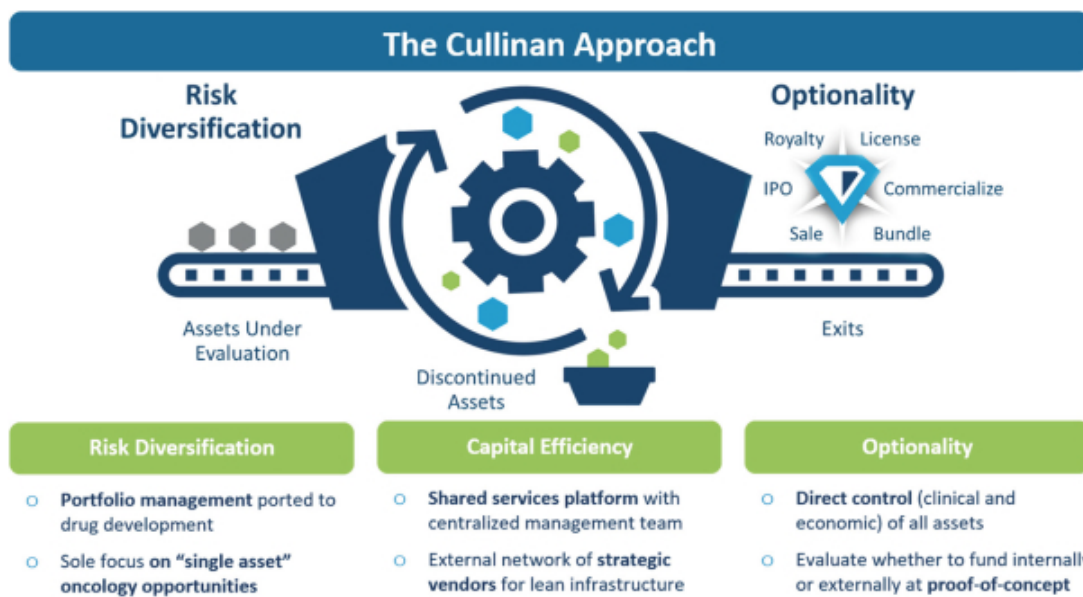 The Cullinan Approach
Risk
Diversification
Optionality
Royalty
License
IPO
Commercialize
Sale
Bundle
Assets Under
Evaluation
Discontinued
Assets
Exits
Risk Diversification
Portfolio management ported to
drug development
Sole focus on “single asset”
oncology opportunities
Capital Efficiency
Shared services platform with
centralized management team
External network of strategic
vendors for lean infrastructure
Optionality
Direct control (clinical and
economic) of all assets
Evaluate whether to fund internally
or externally at proof-of-concept